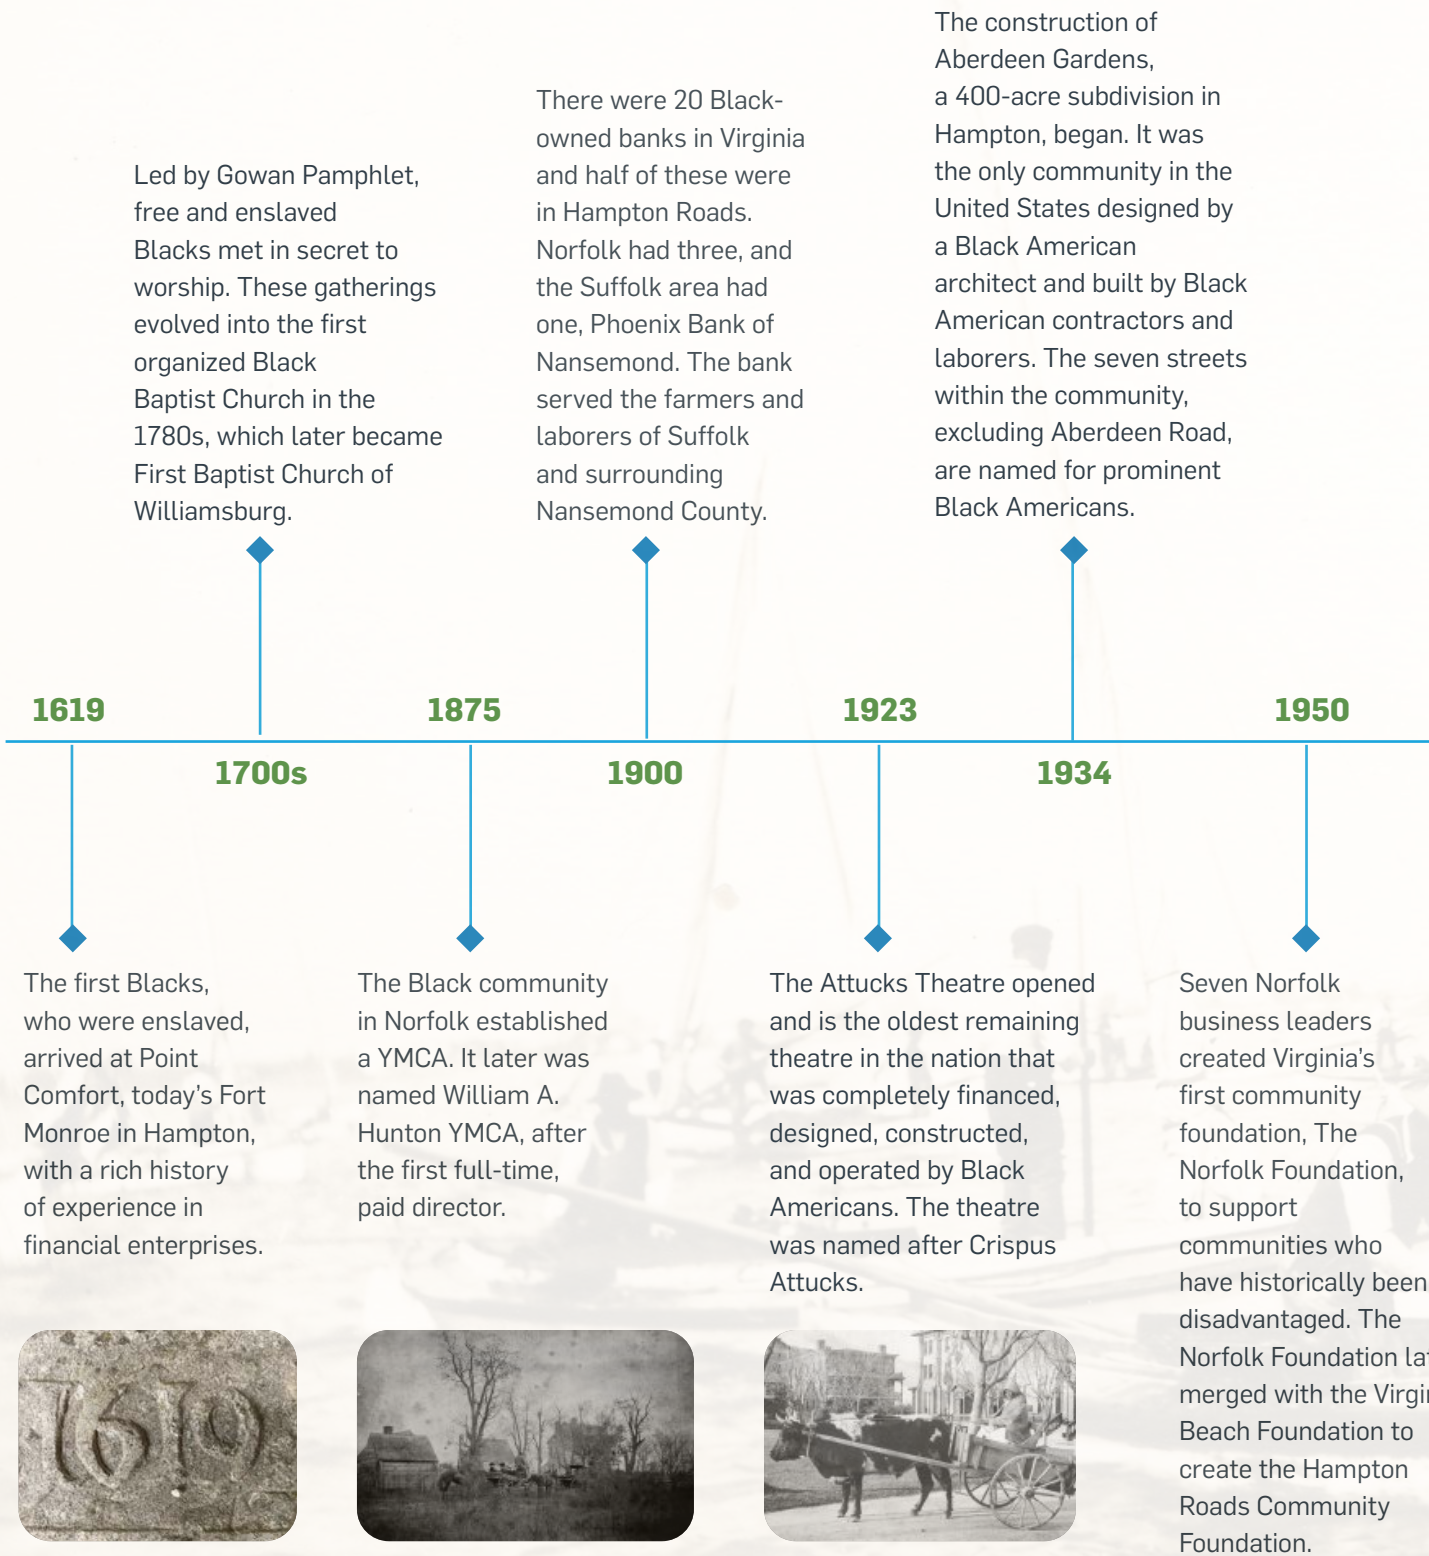 The construction of
Aberdeen Gardens,
a 400-acre subdivision in
Hampton, began. It was
the only community in the
United States designed by
a Black American
architect and built by Black
American contractors and
laborers. The seven streets
within the community,
excluding Aberdeen Road,
are named for prominent
Black Americans.
There were 20 Black-
owned banks in Virginia
and half of these were
in Hampton Roads.
Norfolk had three, and
the Suffolk area had
one, Phoenix Bank of
Nansemond. The bank
served the farmers and
laborers of Suffolk
and surrounding
Nansemond County.
Led by Gowan Pamphlet,
free and enslaved
Blacks met in secret to
worship. These gatherings
evolved into the first
organized Black
Baptist Church in the
1780s, which later became
First Baptist Church of
Williamsburg.
1619
1875
1923
1950
1700s
1900
1934
The first Blacks,
who were enslaved,
arrived at Point
Comfort, today's Fort
Monroe in Hampton,
with a rich history
of experience in
financial enterprises.
The Black community
in Norfolk established
a YMCA. It later was
named William A.
Hunton YMCA, after
the first full-time,
paid director.
The Attucks Theatre opened
and is the oldest remaining
theatre in the nation that
was completely financed,
designed, constructed,
and operated by Black
Americans. The theatre
was named after Crispus
Attucks.
Seven Norfolk
business leaders
created Virginia's
first community
foundation, The
Norfolk Foundation,
to support
communities who
have historically been
disadvantaged. The
Norfolk Foundation
merged with the
Beach Foundation to
create the Hampton
Roads Community
Foundation.
1619